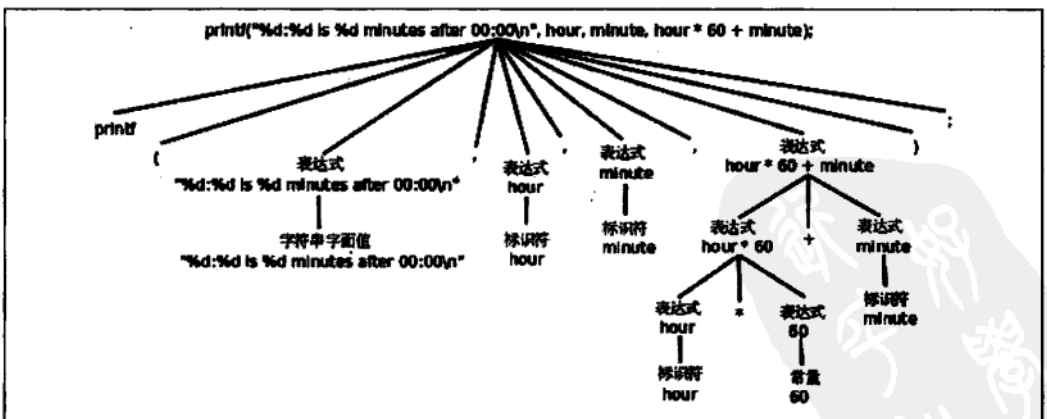 printf("%d:%d is %d minutes after 00:00\n", hour, minute, hour * 60 + minute);
printf
(
表达式
"%d:%d is %d minutes after 00:00\n"
字符串字面值
"%d:%d is %d minutes after 00:00\n"
,
表达式
hour
标识符
hour
,
表达式
minute
标识符
minute
,
表达式
hour * 60 + minute
表达式
hour * 60
表达式
hour
标识符
hour
*
表达式
60
常量
60
+
表达式
minute
标识符
minute
)
;